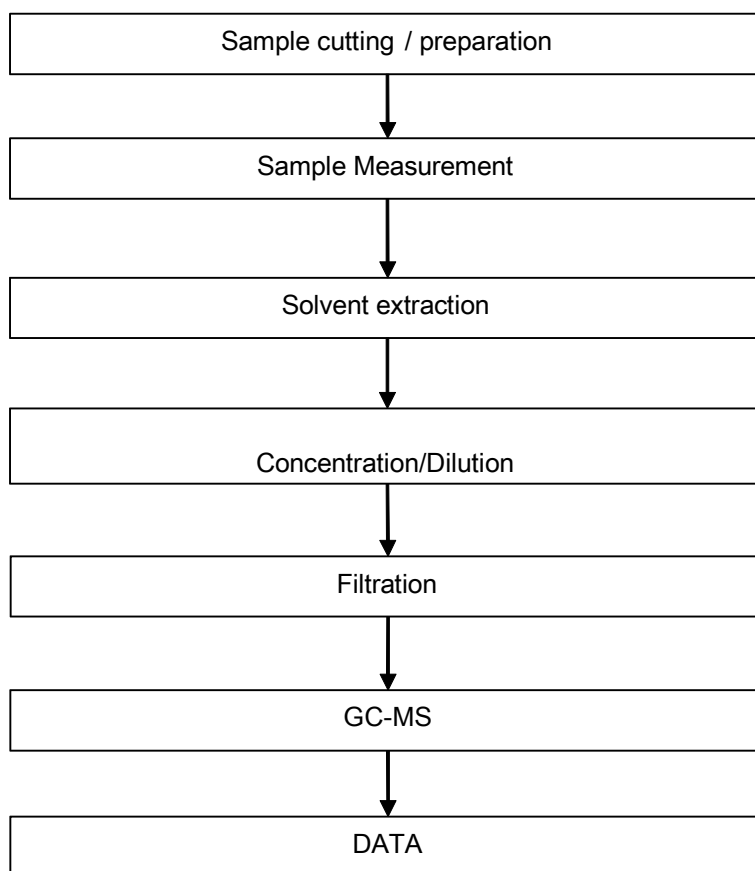 Sample cutting / preparation
Sample Measurement
Solvent extraction
Concentration/Dilution
Filtration
GC-MS
DATA